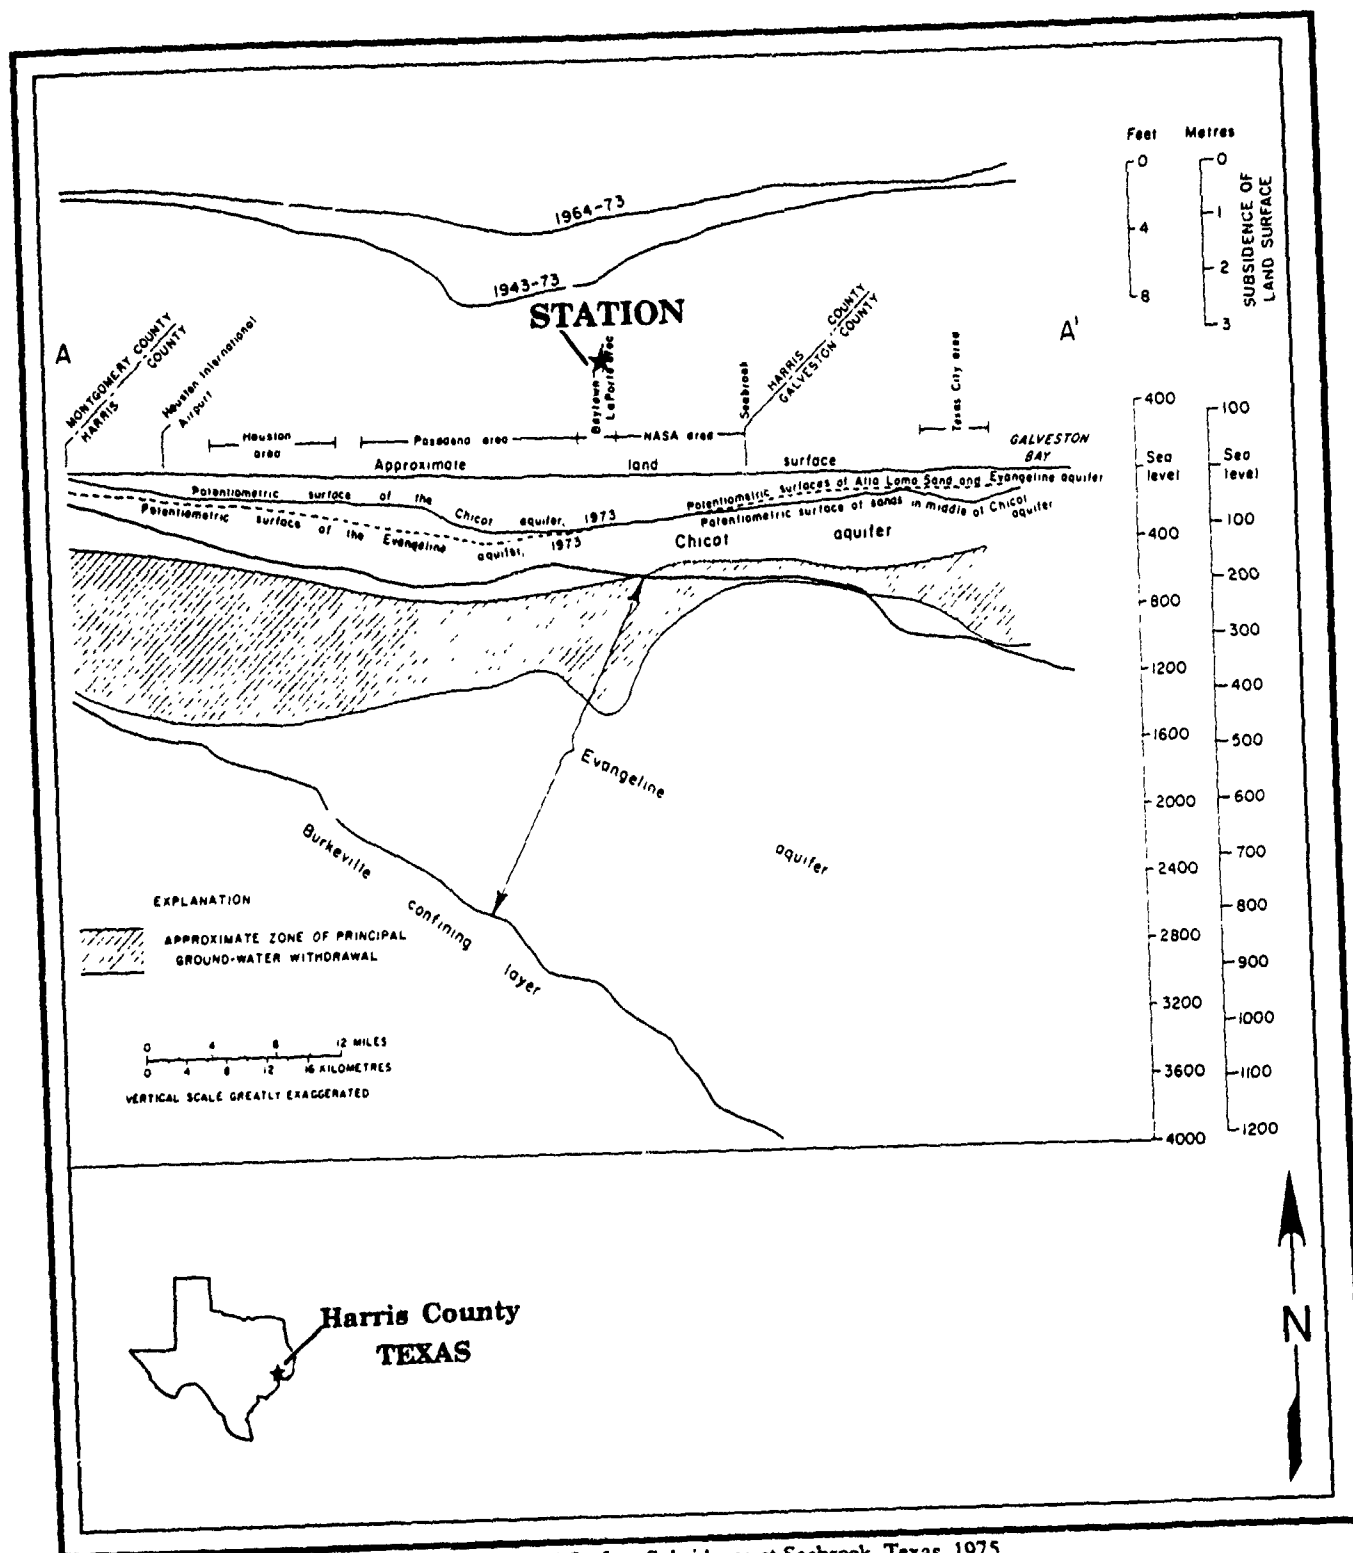 Feet Metres
0 0
1
4
2
8
3
SUBSIDENCE OF
LAND SURFACE
1964-73
1943-73
STATION
A
A'
MONTGOMERY COUNTY
HARRIS COUNTY
Houston International
Airport
Houston
area
Pasadena area
Baytown
LaPorte area
NASA area
Seabrook
HARRIS COUNTY
GALVESTON COUNTY
Texas City area
GALVESTON
BAY
Approximate land surface
Potentiometric surface of the
Chicot aquifer, 1973
Potentiometric surface of the Evangeline
aquifer, 1973
Potentiometric surfaces of Alta Loma Sand and Evangeline aquifer
Potentiometric surface of sands in middle of Chicot
aquifer
Chicot aquifer
400
Sea
level
400
800
1200
1600
2000
2400
2800
3200
3600
4000
100
Sea
level
100
200
300
400
500
600
700
800
900
1000
1100
1200
Evangeline
aquifer
Burkeville
confining
layer
EXPLANATION
APPROXIMATE ZONE OF PRINCIPAL
GROUND-WATER WITHDRAWAL
0 4 8 12 MILES
0 4 8 12 16 KILOMETRES
VERTICAL SCALE GREATLY EXAGGERATED
Harris County
TEXAS
N
Seabrook, Texas, 1975